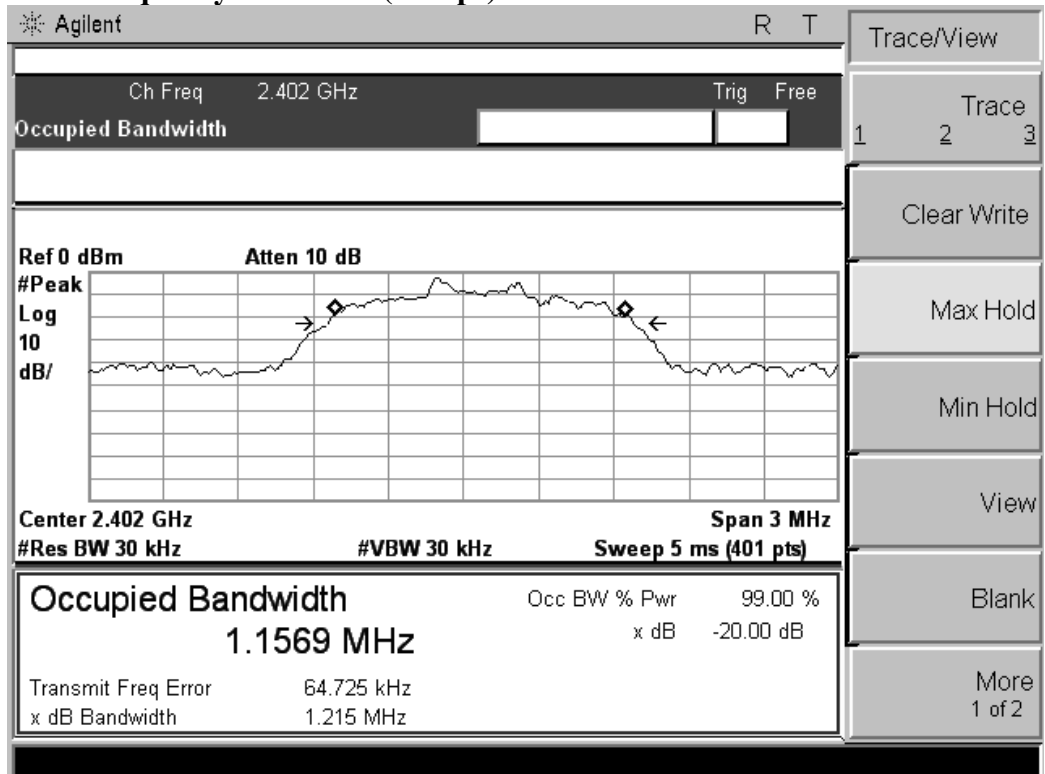 Agilent R T
Trace/View
Ch Freq 2.402 GHz Trig Free
Occupied Bandwidth
Trace
1 2 3
Clear Write
Ref 0 dBm Atten 10 dB
#Peak
Log
10
dB/
Max Hold
Min Hold
View
Center 2.402 GHz Span 3 MHz
#Res BW 30 kHz #VBW 30 kHz Sweep 5 ms (401 pts)
Occupied Bandwidth
1.1569 MHz
Occ BW % Pwr 99.00 %
x dB -20.00 dB
Transmit Freq Error 64.725 kHz
x dB Bandwidth 1.215 MHz
Blank
More
1 of 2